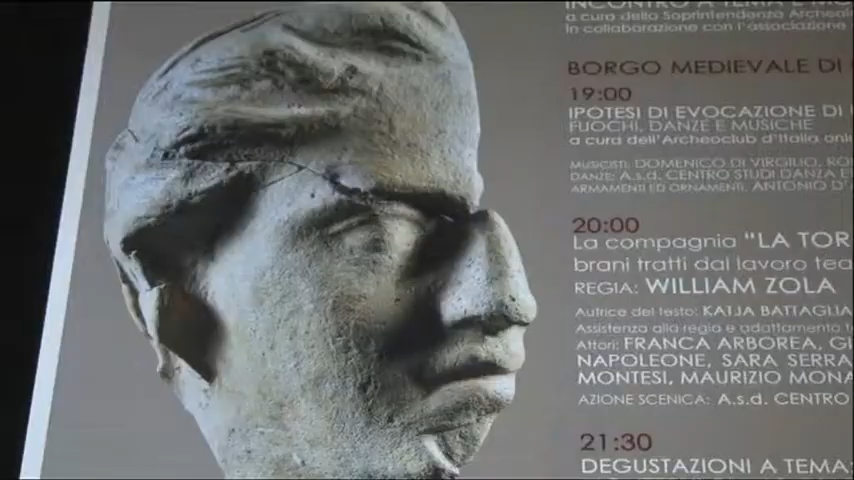 INCONTRO A TEMA E
a cura della Soprintendenza
In collaborazione con l'associazione
BORGO MEDIEVALE DI
19:00
IPOTESI DI EVOCAZIONE DI
FUOCHI, DANZE E MUSICHE
a cura dell'Archeoclub d'Italia
MUSICISTI: DOMENICO DI VIRGILIO,
DANZE: A.s.d. CENTRO STUDI DANZA
ARMAMENTI ED ORNAMENTI: ANTONIO
20:00
La compagnia "LA TOR
brani tratti dal lavoro
REGIA: WILLIAM ZOLA
Autrice del testo: KATJA BATTAGLIA
Assistenza alla regia e adattamento
Attori: FRANCA ARBOREA,
NAPOLEONE, SARA SERRA
MONTESI, MAURIZIO
AZIONE SCENICA: A.s.d. CENTRO
21:30
DEGUSTAZIONI A TEMA: